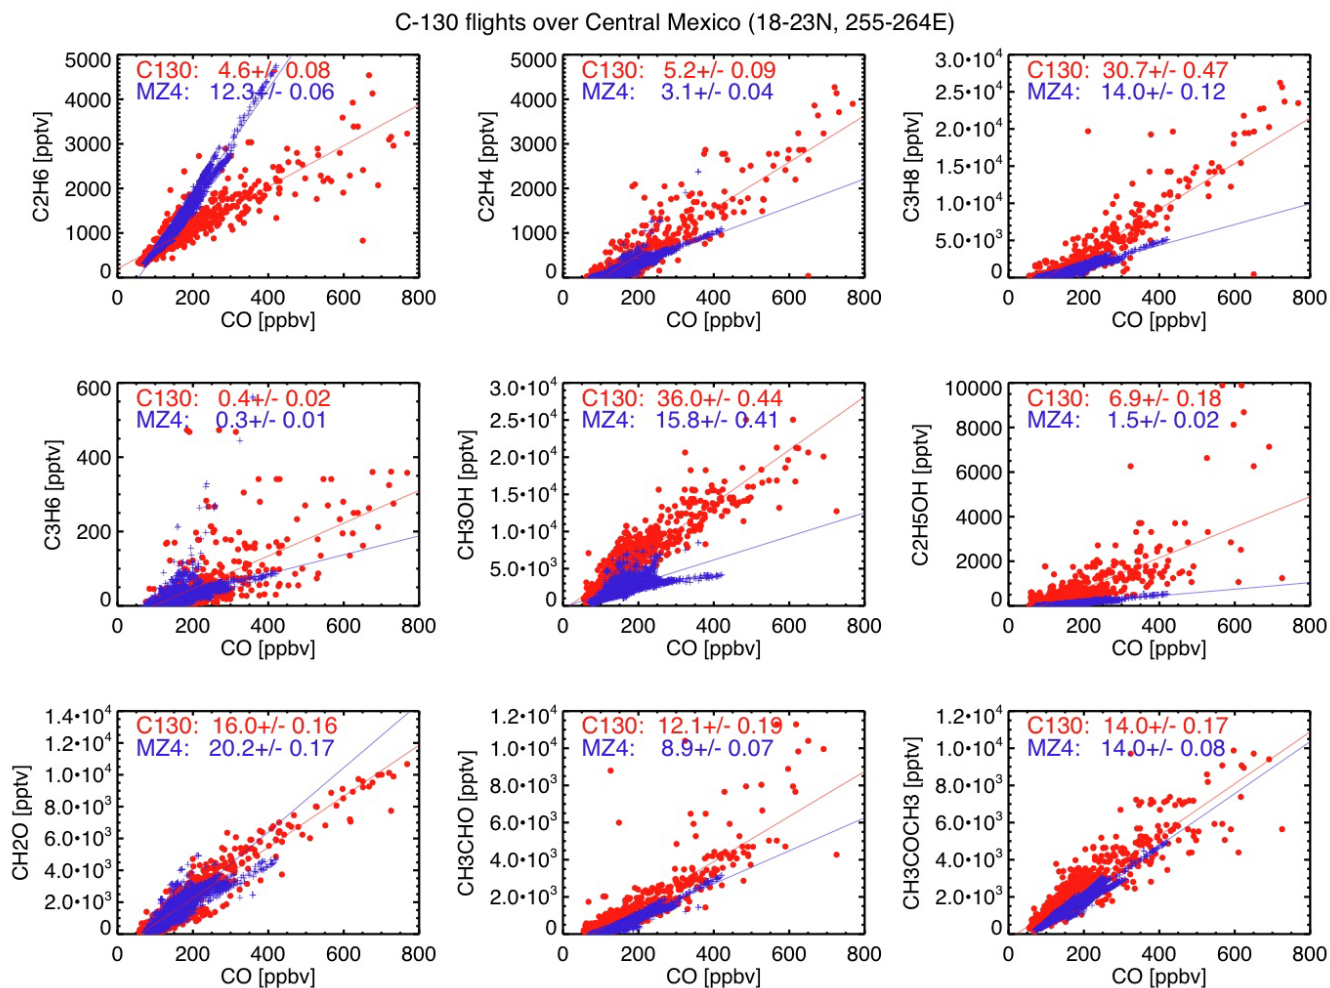 C-130 flights over Central Mexico (18-23N, 255-264E)
C130: 4.6+/- 0.08
MZ4: 12.3+/- 0.06
5000
4000
3000
2000
1000
0
C2H6 [pptv]
0 200 400 600 800
CO [ppbv]
C130: 5.2+/- 0.09
MZ4: 3.1+/- 0.04
5000
4000
3000
2000
1000
0
C2H4 [pptv]
0 200 400 600 800
CO [ppbv]
C130: 30.7+/- 0.47
MZ4: 14.0+/- 0.12
3.0•10⁴
2.5•10⁴
2.0•10⁴
1.5•10⁴
1.0•10⁴
5.0•10³
0
C3H8 [pptv]
0 200 400 600 800
CO [ppbv]
C130: 0.4+/- 0.02
MZ4: 0.3+/- 0.01
600
400
200
0
C3H6 [pptv]
0 200 400 600 800
CO [ppbv]
C130: 36.0+/- 0.44
MZ4: 15.8+/- 0.41
3.0•10⁴
2.5•10⁴
2.0•10⁴
1.5•10⁴
1.0•10⁴
5.0•10³
0
CH3OH [pptv]
0 200 400 600 800
CO [ppbv]
C130: 6.9+/- 0.18
MZ4: 1.5+/- 0.02
10000
8000
6000
4000
2000
0
C2H5OH [pptv]
0 200 400 600 800
CO [ppbv]
C130: 16.0+/- 0.16
MZ4: 20.2+/- 0.17
1.4•10⁴
1.2•10⁴
1.0•10⁴
8.0•10³
6.0•10³
4.0•10³
2.0•10³
0
CH2O [pptv]
0 200 400 600 800
CO [ppbv]
C130: 12.1+/- 0.19
MZ4: 8.9+/- 0.07
1.2•10⁴
1.0•10⁴
8.0•10³
6.0•10³
4.0•10³
2.0•10³
0
CH3CHO [pptv]
0 200 400 600 800
CO [ppbv]
C130: 14.0+/- 0.17
MZ4: 14.0+/- 0.08
1.2•10⁴
1.0•10⁴
8.0•10³
6.0•10³
4.0•10³
2.0•10³
0
CH3COCH3 [pptv]
0 200 400 600 800
CO [ppbv]